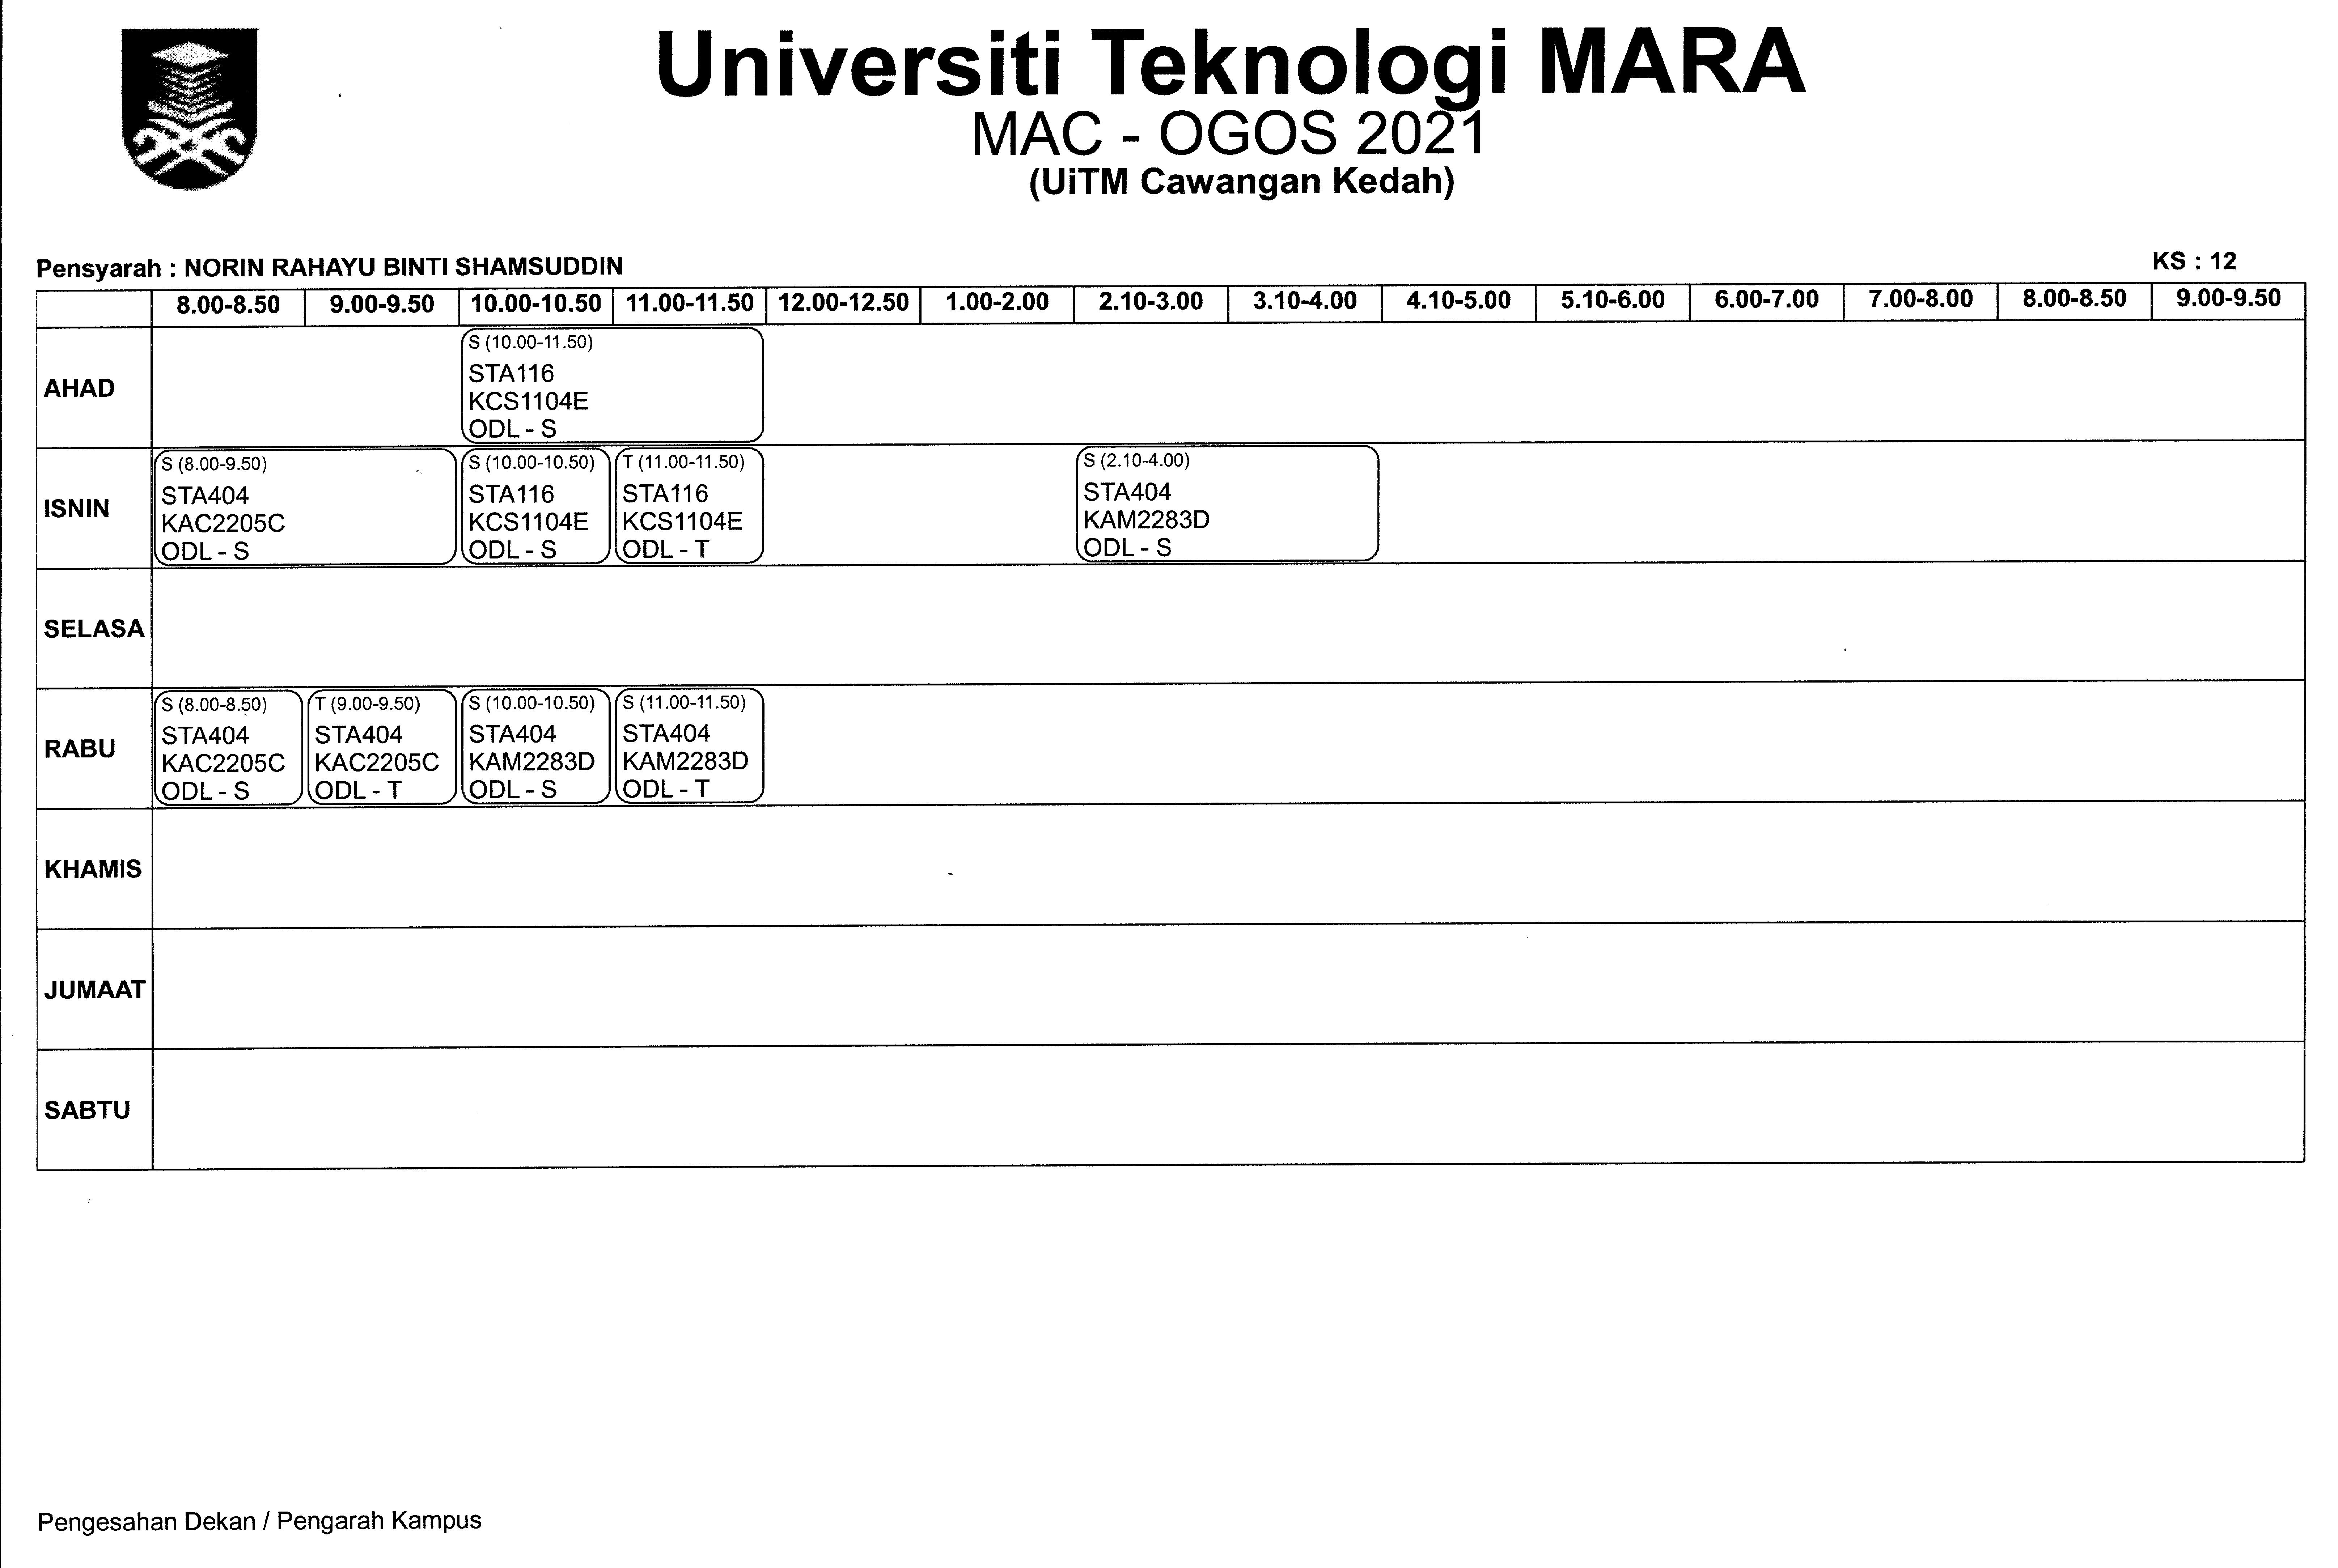 Universiti Teknologi MARA
MAC - OGOS 2021
(UiTM Cawangan Kedah)
Pensyarah : NORIN RAHAYU BINTI SHAMSUDDIN
KS : 12
8.00-8.50 9.00-9.50 10.00-10.50 11.00-11.50 12.00-12.50 1.00-2.00 2.10-3.00 3.10-4.00 4.10-5.00 5.10-6.00 6.00-7.00 7.00-8.00 8.00-8.50 9.00-9.50
AHAD
S (10.00-11.50)
STA116
KCS1104E
ODL - S
ISNIN
S (8.00-9.50)
STA404
KAC2205C
ODL - S
S (10.00-10.50)
STA116
KCS1104E
ODL - S
T (11.00-11.50)
STA116
KCS1104E
ODL - T
S (2.10-4.00)
STA404
KAM2283D
ODL - S
SELASA
RABU
S (8.00-8.50)
STA404
KAC2205C
ODL - S
T (9.00-9.50)
STA404
KAC2205C
ODL - T
S (10.00-10.50)
STA404
KAM2283D
ODL - S
S (11.00-11.50)
STA404
KAM2283D
ODL - T
KHAMIS
JUMAAT
SABTU
Pengesahan Dekan / Pengarah Kampus